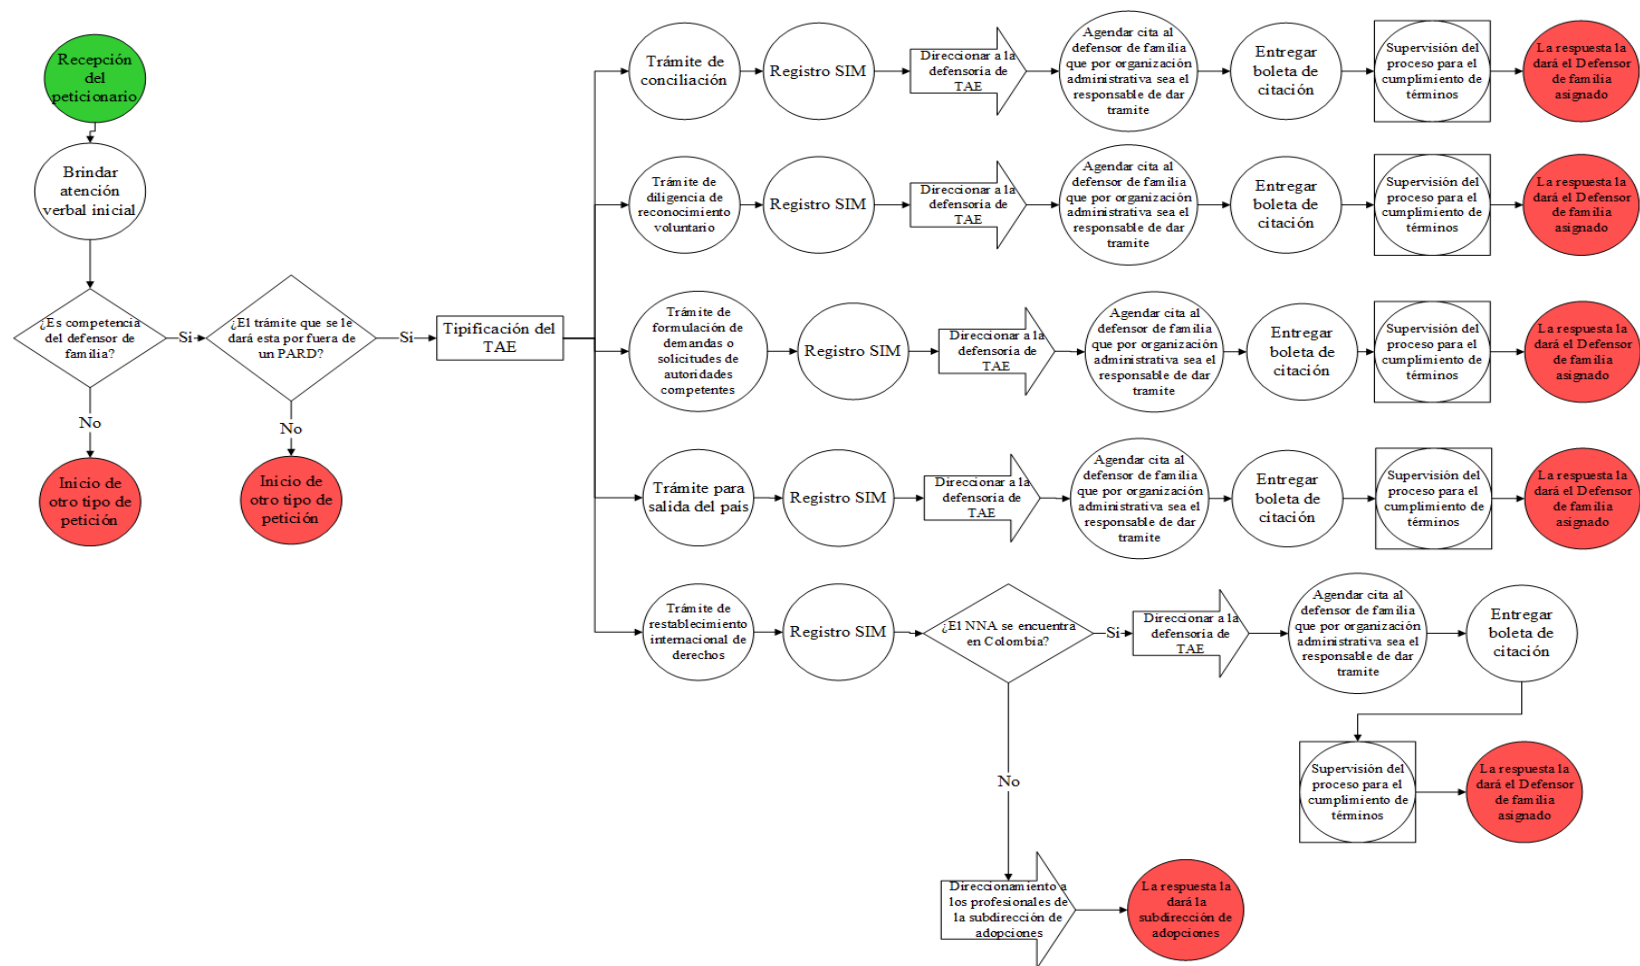 Recepción
del
peticionario
Brindar
atención
verbal inicial
¿Es competencia
del defensor de
familia?
Si
No
Inicio de
otro tipo de
petición
¿El trámite que se le
dará esta por fuera de
un PARD?
Si
No
Inicio de
otro tipo de
petición
Tipificación del
TAE
Trámite de
conciliación
Registro SIM
Direccionar a la
defensoria de
TAE
Agendar cita al
defensor de familia
que por organización
administrativa sea el
responsable de dar
tramite
Entregar
boleta de
citación
Supervisión del
proceso para el
cumplimiento de
términos
La respuesta la
dará el Defensor
de familia
asignado
Trámite de
diligencia de
reconocimiento
voluntario
Registro SIM
Direccionar a la
defensoria de
TAE
Agendar cita al
defensor de familia
que por organización
administrativa sea el
responsable de dar
tramite
Entregar
boleta de
citación
Supervisión del
proceso para el
cumplimiento de
términos
La respuesta la
dará el Defensor
de familia
asignado
Trámite de
formulación de
demandas o
solicitudes de
autoridades
competentes
Registro SIM
Direccionar a la
defensoria de
TAE
Agendar cita al
defensor de familia
que por organización
administrativa sea el
responsable de dar
tramite
Entregar
boleta de
citación
Supervisión del
proceso para el
cumplimiento de
términos
La respuesta la
dará el Defensor
de familia
asignado
Trámite para
salida del país
Registro SIM
Direccionar a la
defensoria de
TAE
Agendar cita al
defensor de familia
que por organización
administrativa sea el
responsable de dar
tramite
Entregar
boleta de
citación
Supervisión del
proceso para el
cumplimiento de
términos
La respuesta la
dará el Defensor
de familia
asignado
Trámite de
restablecimiento
internacional de
derechos
Registro SIM
¿El NNA se encuentra
en Colombia?
Si
Direccionar a la
defensoria de
TAE
Agendar cita al
defensor de familia
que por organización
administrativa sea el
responsable de dar
tramite
Entregar
boleta de
citación
Supervisión del
proceso para el
cumplimiento de
términos
La respuesta la
dará el Defensor
de familia
asignado
No
Direccionamiento a
los profesionales de
la subdirección de
adopciones
La respuesta la
dará la
subdirección de
adopciones